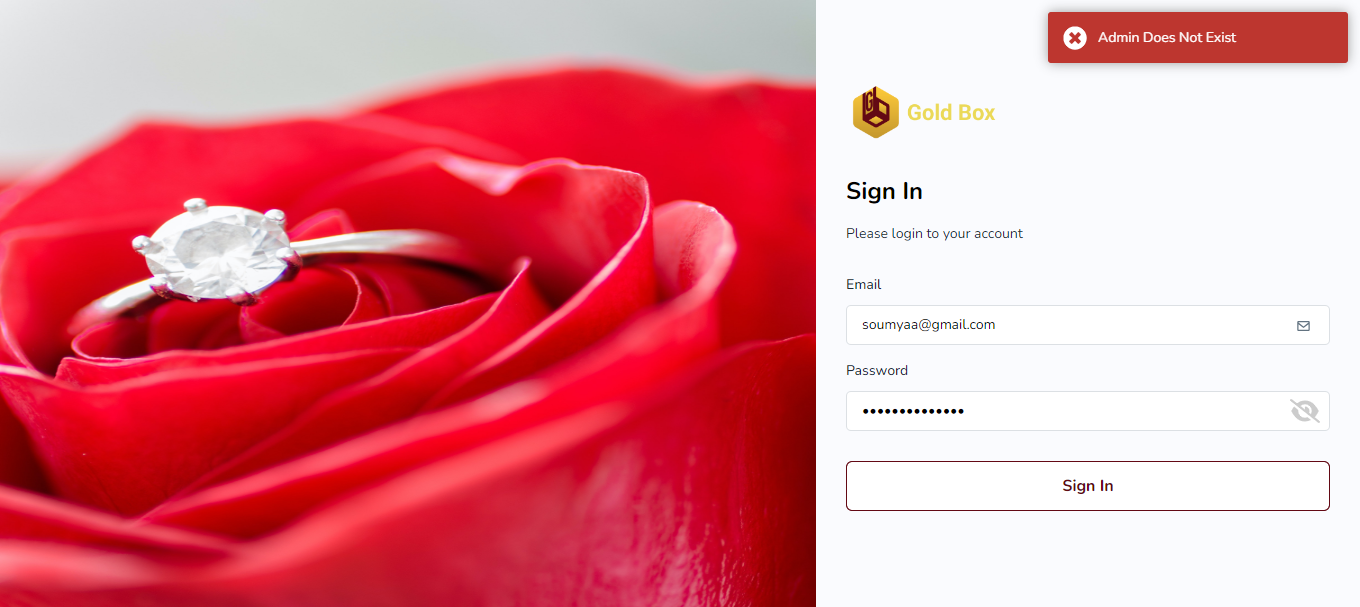 Admin Does Not Exist
Gold Box
Sign In
Please login to your account
Email
soumyaa@gmail.com
Password
••••••••••••••
Sign In